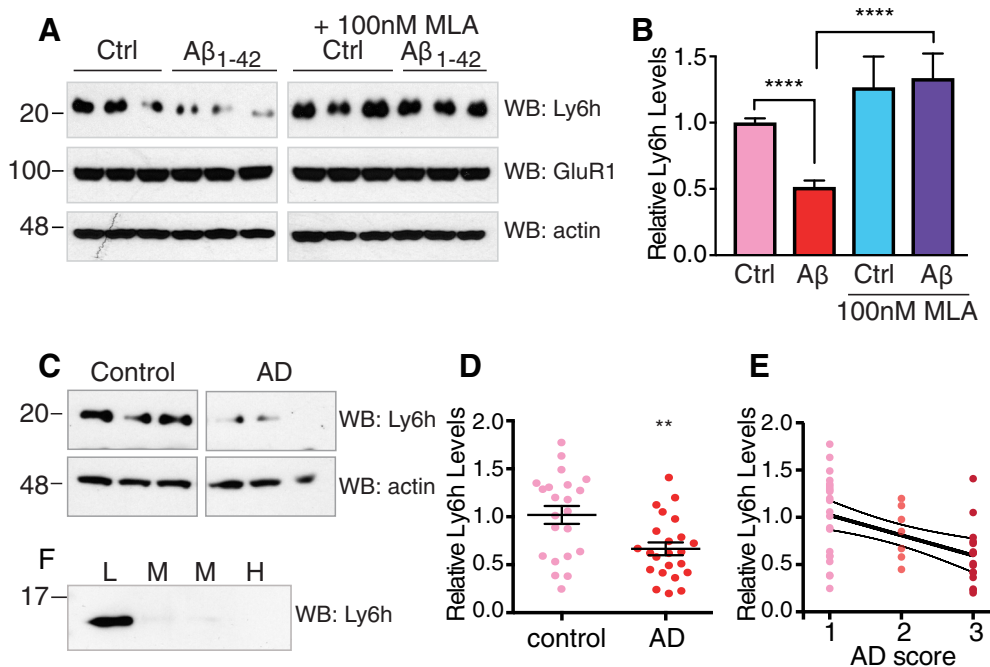 A
+ 100nM MLA
Ctrl Aβ1-42 Ctrl Aβ1-42
20 WB: Ly6h
100 WB: GluR1
48 WB: actin
B
****
****
Relative Ly6h Levels
1.5
1.0
0.5
0.0
Ctrl Aβ Ctrl Aβ
100nM MLA
C
Control AD
20 WB: Ly6h
48 WB: actin
D
**
Relative Ly6h Levels
2.0
1.5
1.0
0.5
0.0
control AD
E
Relative Ly6h Levels
2.0
1.5
1.0
0.5
0.0
1 2 3
AD score
F
L M M H
17 WB: Ly6h